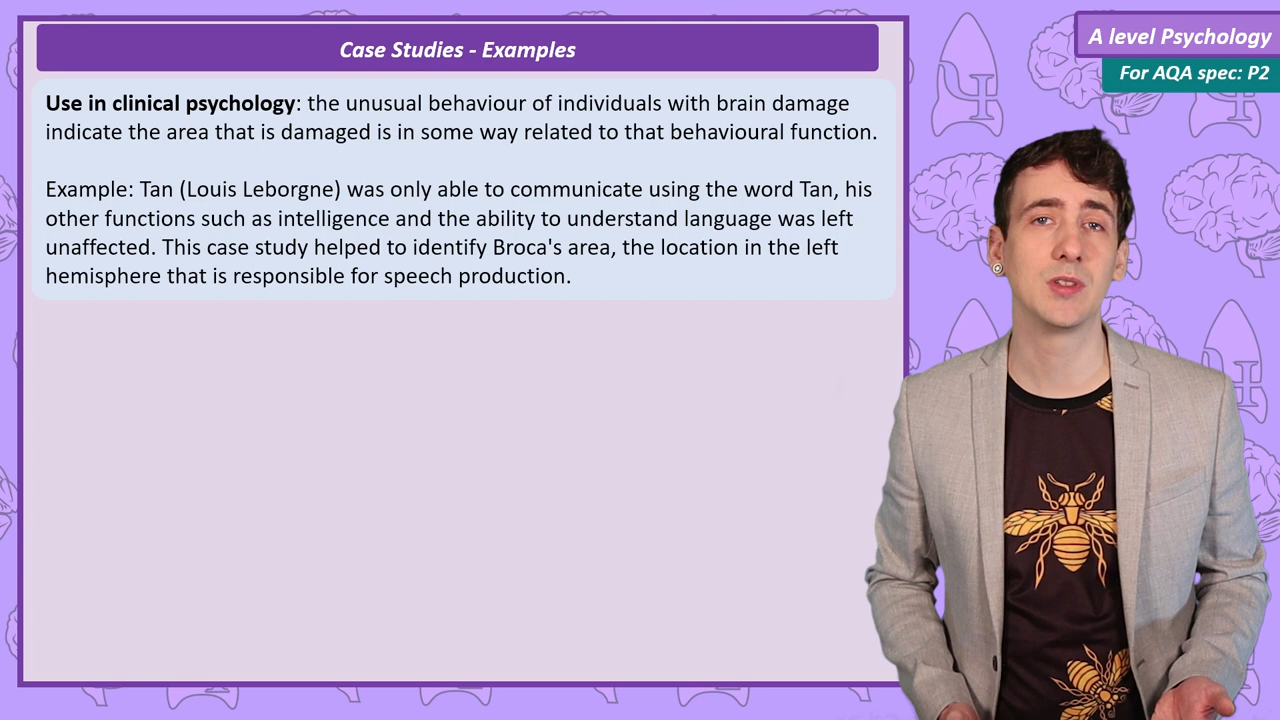 Case Studies - Examples
A level Psychology
For AQA spec: P2
Use in clinical psychology: the unusual behaviour of individuals with brain damage
indicate the area that is damaged is in some way related to that behavioural function.
Example: Tan (Louis Leborgne) was only able to communicate using the word Tan, his
other functions such as intelligence and the ability to understand language was left
unaffected. This case study helped to identify Broca's area, the location in the left
hemisphere that is responsible for speech production.